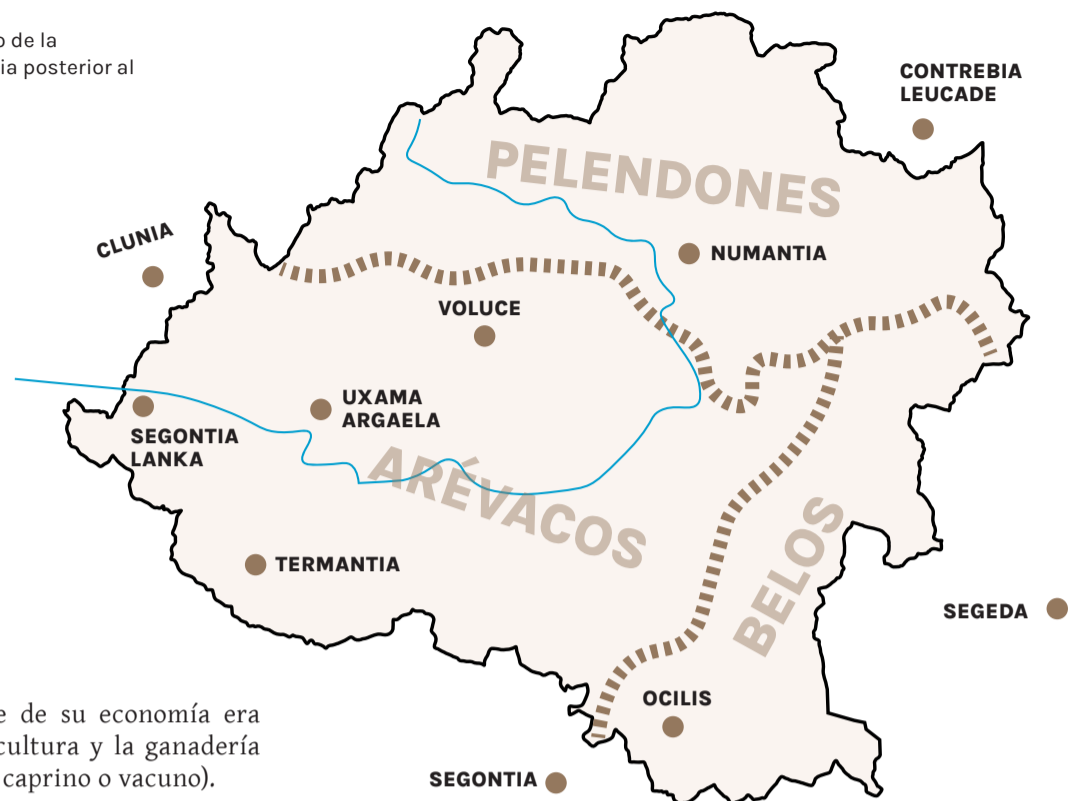 o de la
ia posterior al
CONTREBIA
LEUCADE
PELENDONES
CLUNIA
NUMANTIA
VOLUCE
UXAMA
ARGAELA
SEGONTIA
LANKA
ARÉVACOS
BELOS
TERMANTIA
SEGEDA
OCILIS
e de su economía era
cultura y la ganadería
caprino o vacuno).
SEGONTIA